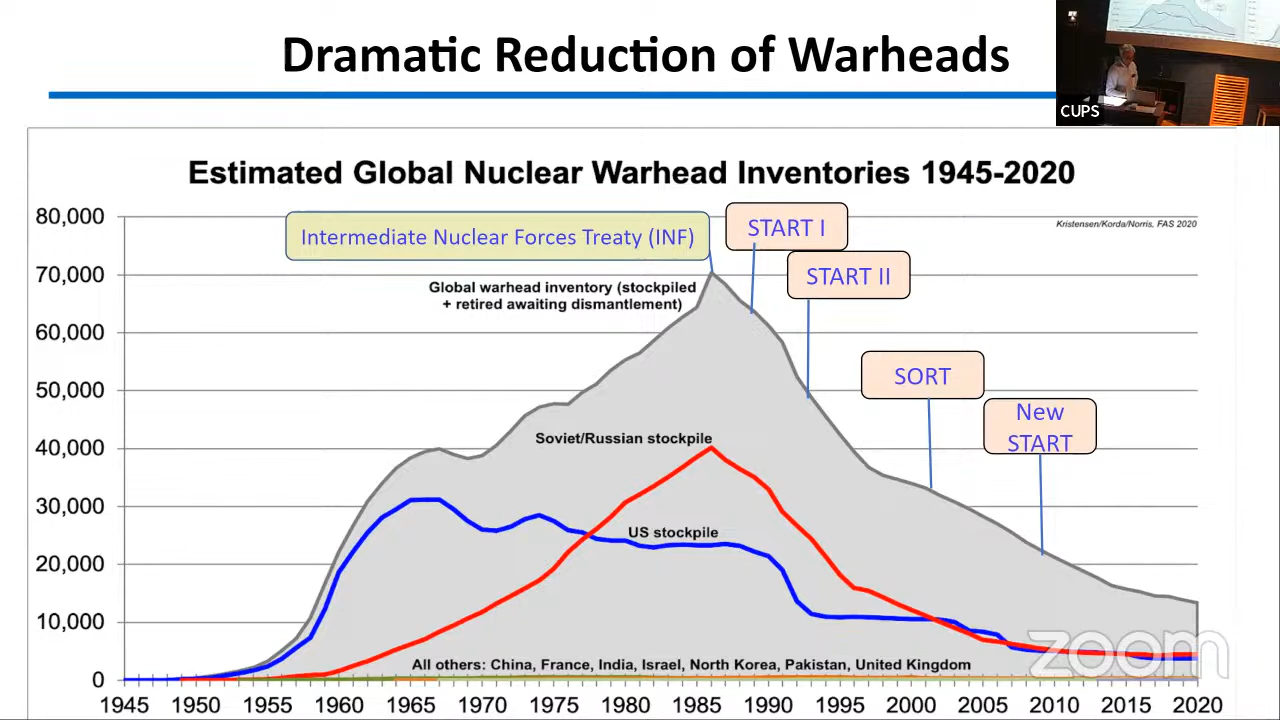 Dramatic Reduction of Warheads
CUPS
Estimated Global Nuclear Warhead Inventories 1945-2020
80,000
70,000
60,000
50,000
40,000
30,000
20,000
10,000
0
Intermediate Nuclear Forces Treaty (INF)
START I
Kristensen/Korda/Norris, FAS 2020
START II
Global warhead inventory (stockpiled
+ retired awaiting dismantlement)
SORT
New
START
Soviet/Russian stockpile
US stockpile
zoom
All others: China, France, India, Israel, North Korea, Pakistan, United Kingdom
1945 1950 1955 1960 1965 1970 1975 1980 1985 1990 1995 2000 2005 2010 2015 2020